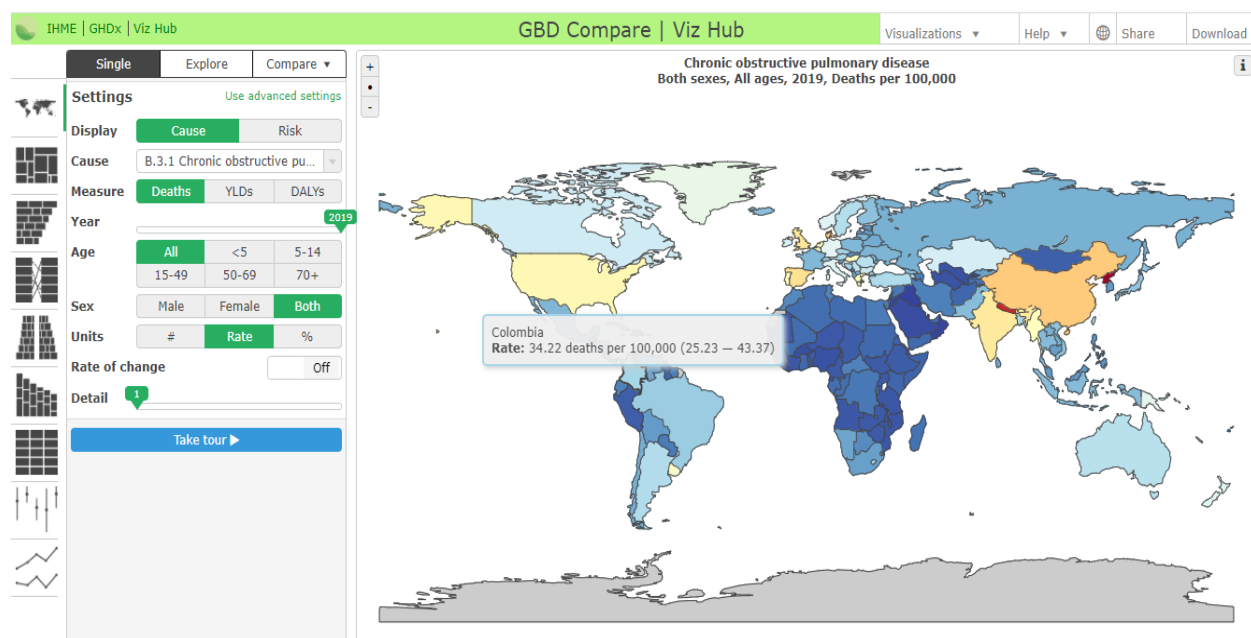 IHME | GHDx | Viz Hub
GBD Compare | Viz Hub
Visualizations ▾
Help ▾
Share
Download
Single
Explore
Compare ▾
Settings
Use advanced settings
Display
Cause
Risk
Cause
B.3.1 Chronic obstructive pu...
Measure
Deaths
YLDs
DALYs
Year
2019
Age
All
<5
5-14
15-49
50-69
70+
Sex
Male
Female
Both
Units
#
Rate
%
Rate of change
Off
Detail
1
Take tour ▶
+
•
-
Chronic obstructive pulmonary disease
Both sexes, All ages, 2019, Deaths per 100,000
i
Colombia
Rate: 34.22 deaths per 100,000 (25.23 — 43.37)